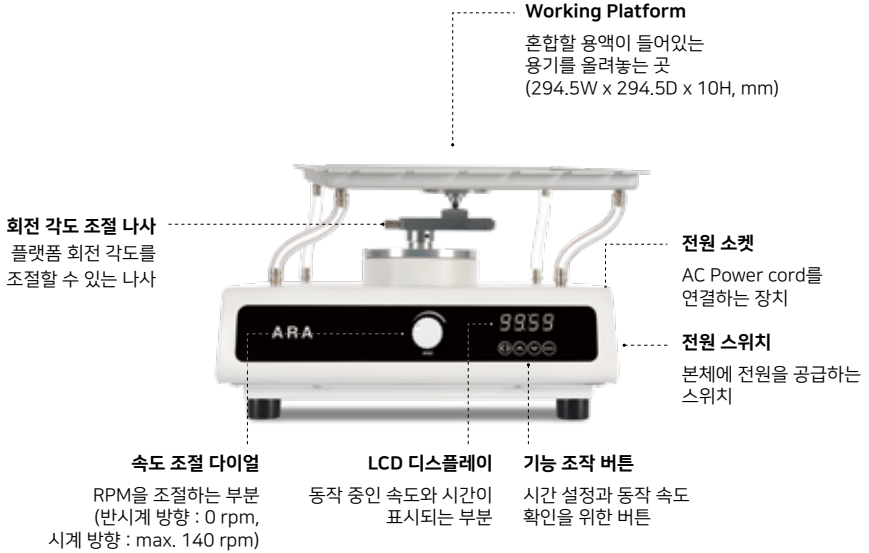 Working Platform
혼합할 용액이 들어있는
용기를 올려놓는 곳
(294.5W x 294.5D x 10H, mm)
회전 각도 조절 나사
플랫폼 회전 각도를
조절할 수 있는 나사
전원 소켓
AC Power cord를
연결하는 장치
ARA
99:59
전원 스위치
본체에 전원을 공급하는
스위치
속도 조절 다이얼
RPM을 조절하는 부분
(반시계 방향 : 0 rpm,
시계 방향 : max. 140 rpm)
LCD 디스플레이
동작 중인 속도와 시간이
표시되는 부분
기능 조작 버튼
시간 설정과 동작 속도
확인을 위한 버튼